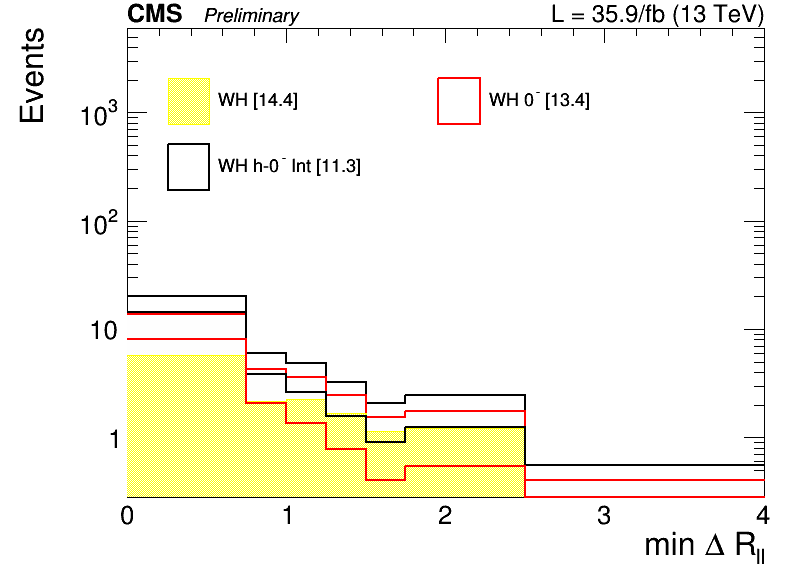 CMS Preliminary L = 35.9/fb (13 TeV)
Events
WH [14.4]
WH 0⁻ [13.4]
WH h-0⁻ Int [11.3]
10³
10²
10
1
0 1 2 3 4
min Δ R_ll